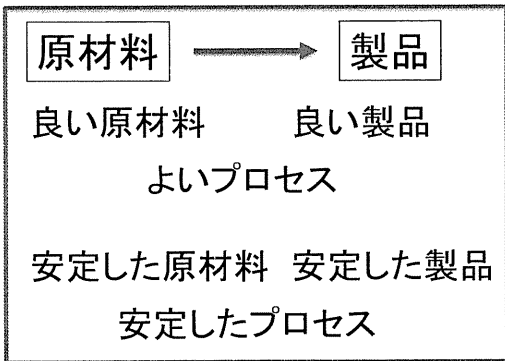 原材料 製品
良い原材料 良い製品
よいプロセス
安定した原材料 安定した製品
安定したプロセス